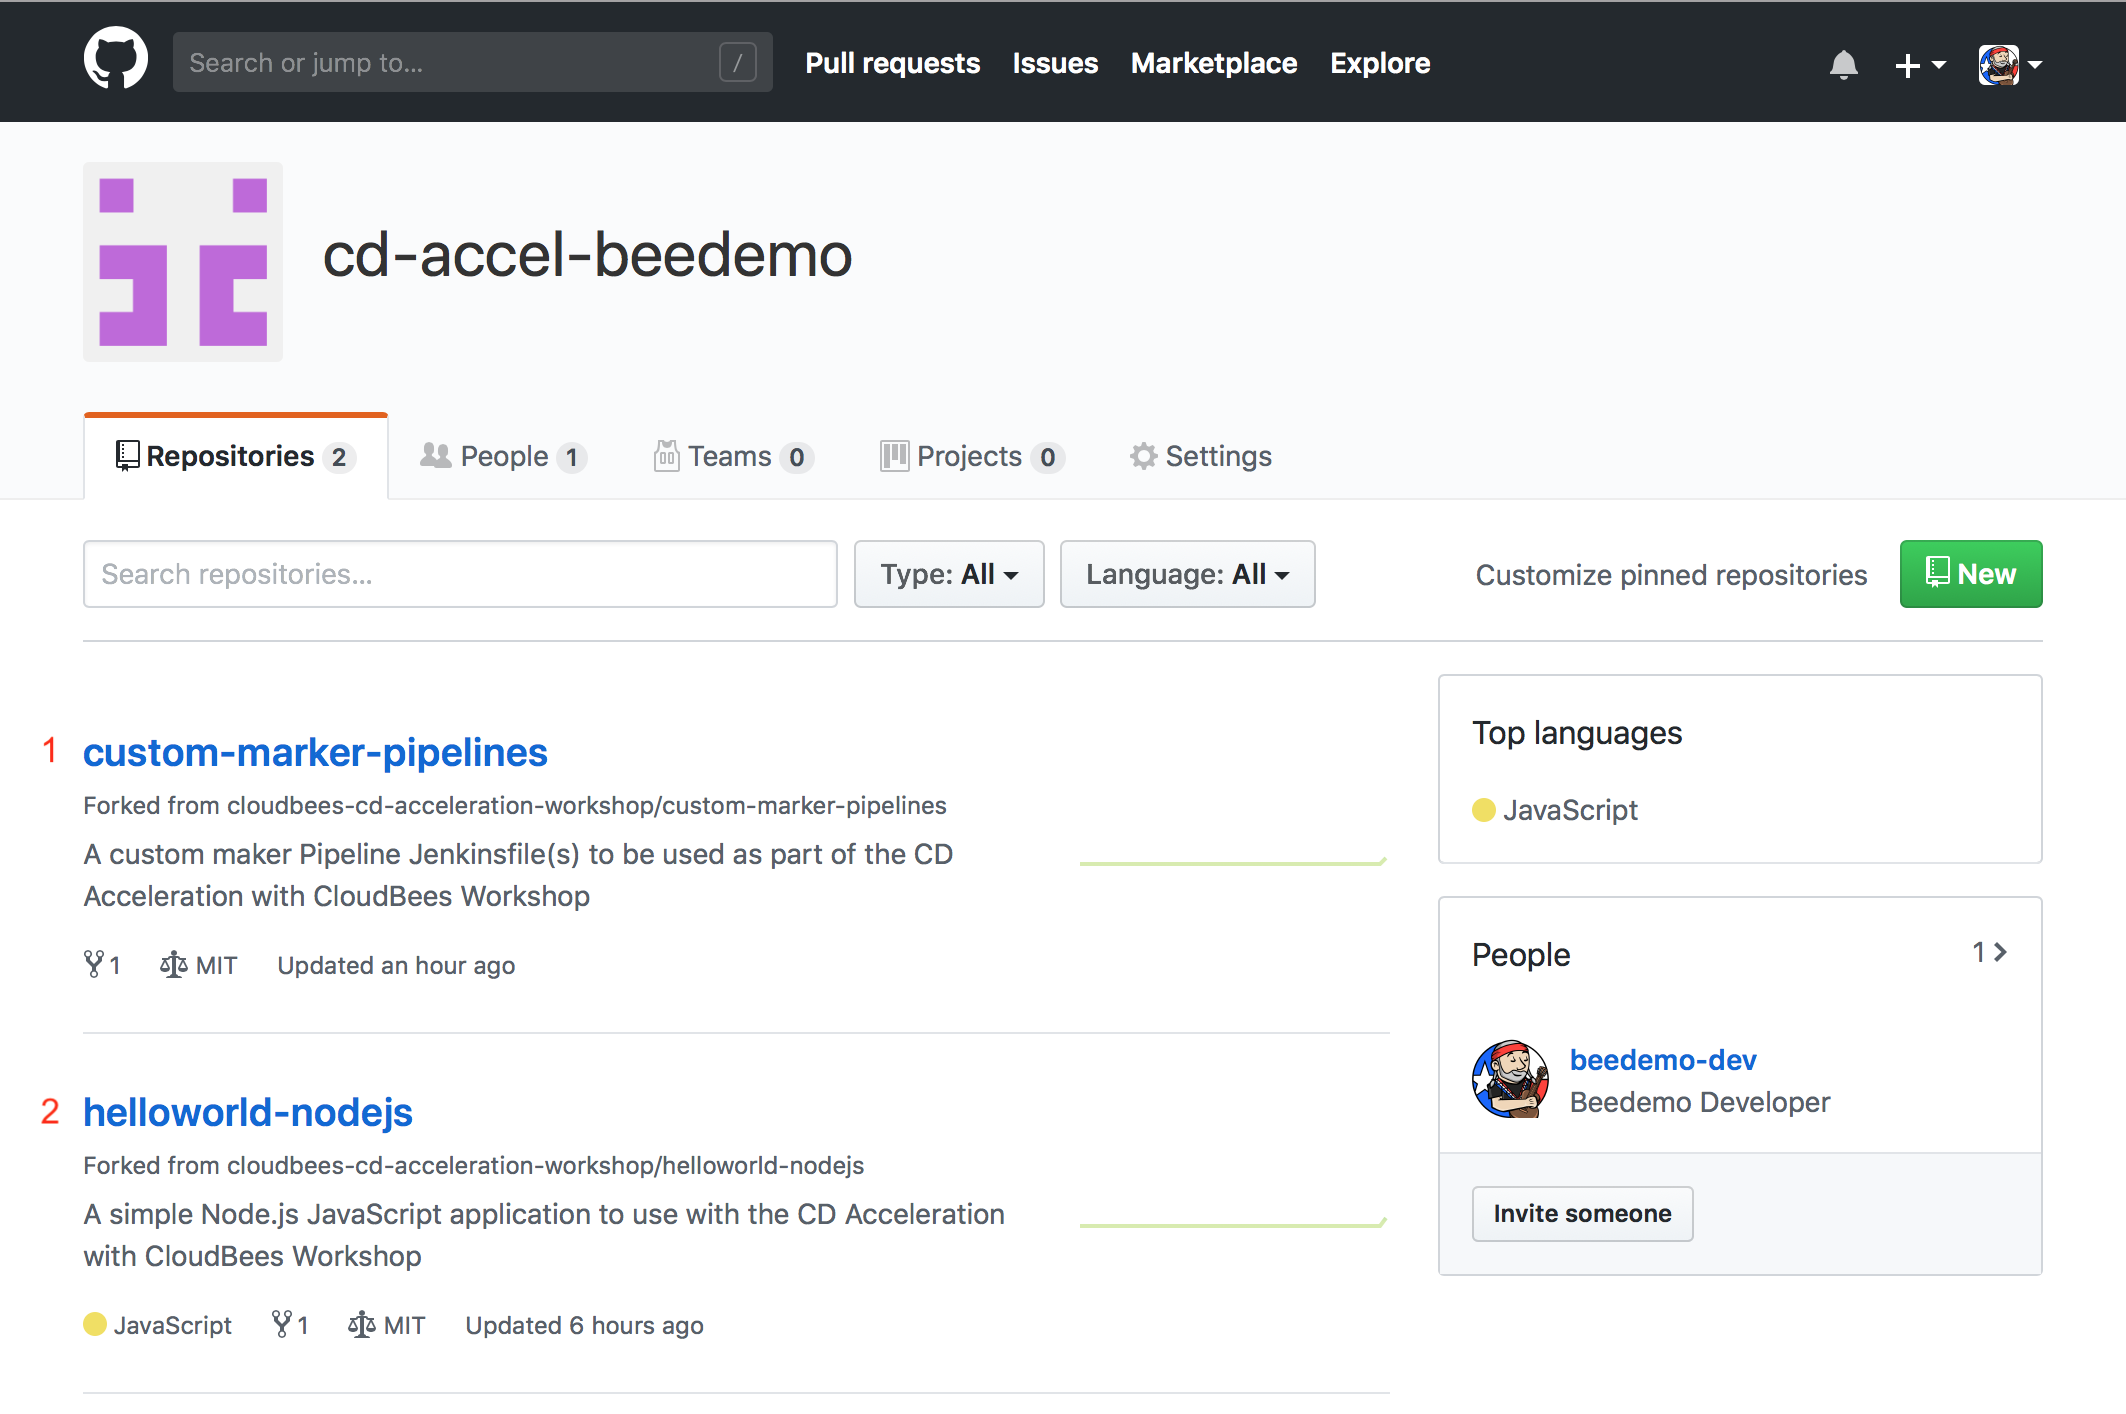 Search or jump to... /
Pull requests Issues Marketplace Explore
cd-accel-beedemo
Repositories 2 People 1 Teams 0 Projects 0 Settings
Search repositories...
Type: All
Language: All
Customize pinned repositories
New
1 custom-marker-pipelines
Forked from cloudbees-cd-acceleration-workshop/custom-marker-pipelines
A custom maker Pipeline Jenkinsfile(s) to be used as part of the CD
Acceleration with CloudBees Workshop
1 MIT Updated an hour ago
2 helloworld-nodejs
Forked from cloudbees-cd-acceleration-workshop/helloworld-nodejs
A simple Node.js JavaScript application to use with the CD Acceleration
with CloudBees Workshop
JavaScript 1 MIT Updated 6 hours ago
Top languages
JavaScript
People 1
beedemo-dev
Beedemo Developer
Invite someone